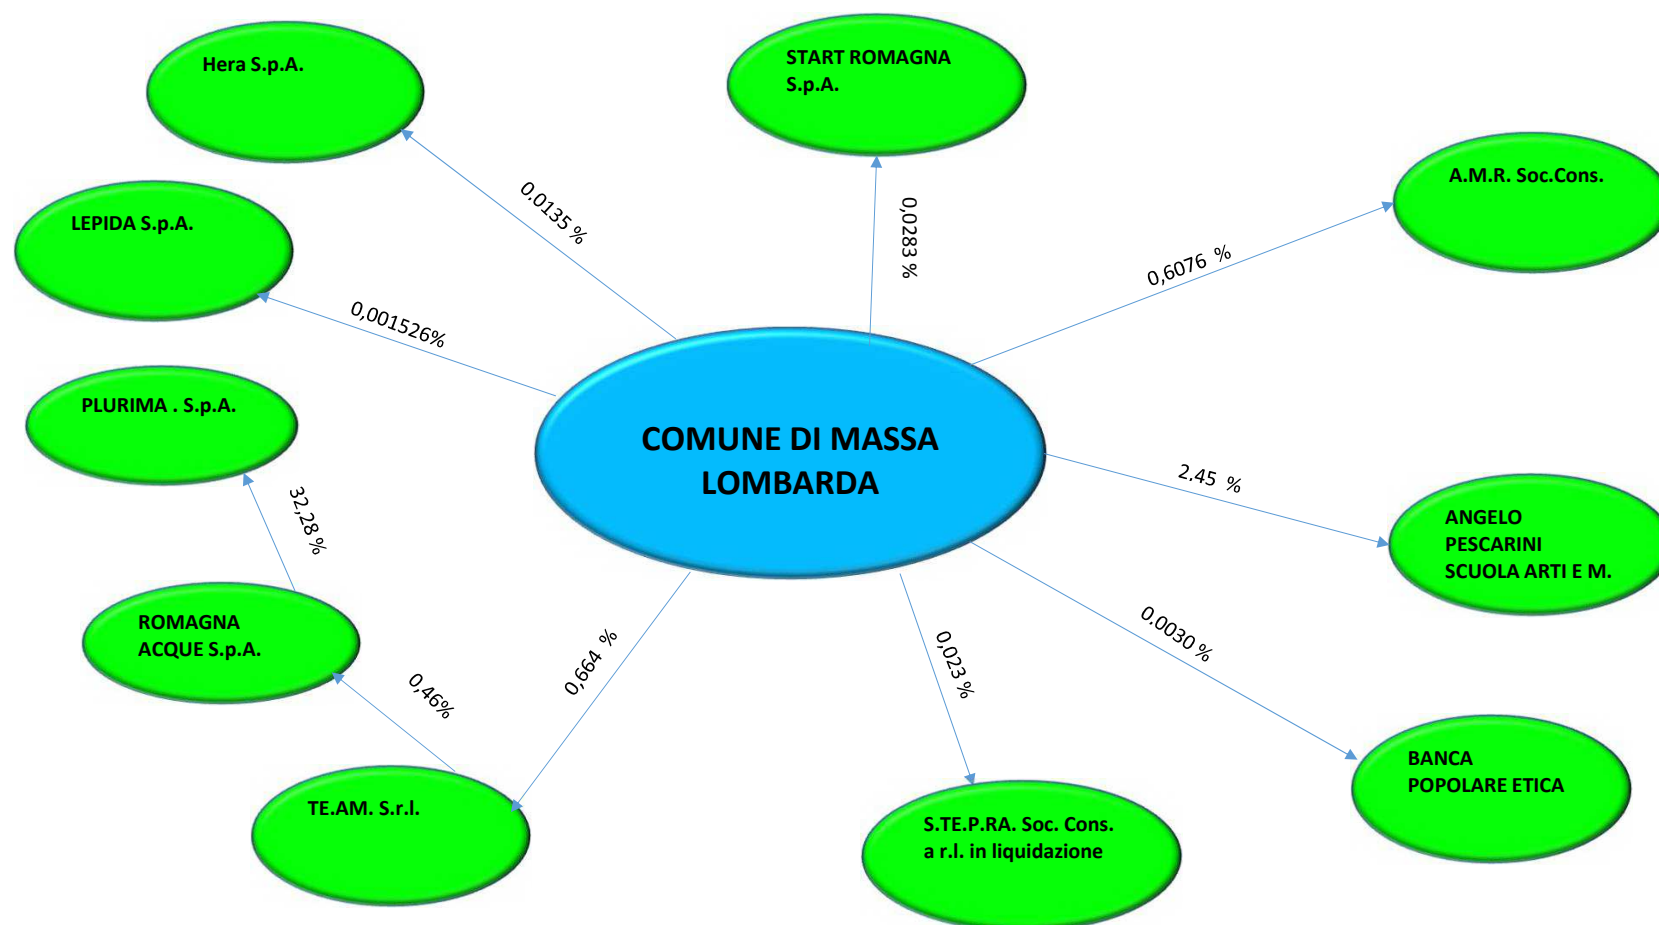 Hera S.p.A.
START ROMAGNA
S.p.A.
A.M.R. Soc.Cons.
LEPIDA S.p.A.
0.0135 %
0,00283 %
0,6076 %
0,001526%
PLURIMA . S.p.A.
COMUNE DI MASSA
LOMBARDA
2.45 %
32,28 %
ANGELO
PESCARINI
SCUOLA ARTI E M.
ROMAGNA
ACQUE S.p.A.
0,46%
0,664 %
0,023 %
0.0030 %
BANCA
POPOLARE ETICA
TE.AM. S.r.l.
S.TE.P.RA. Soc. Cons.
a r.l. in liquidazione